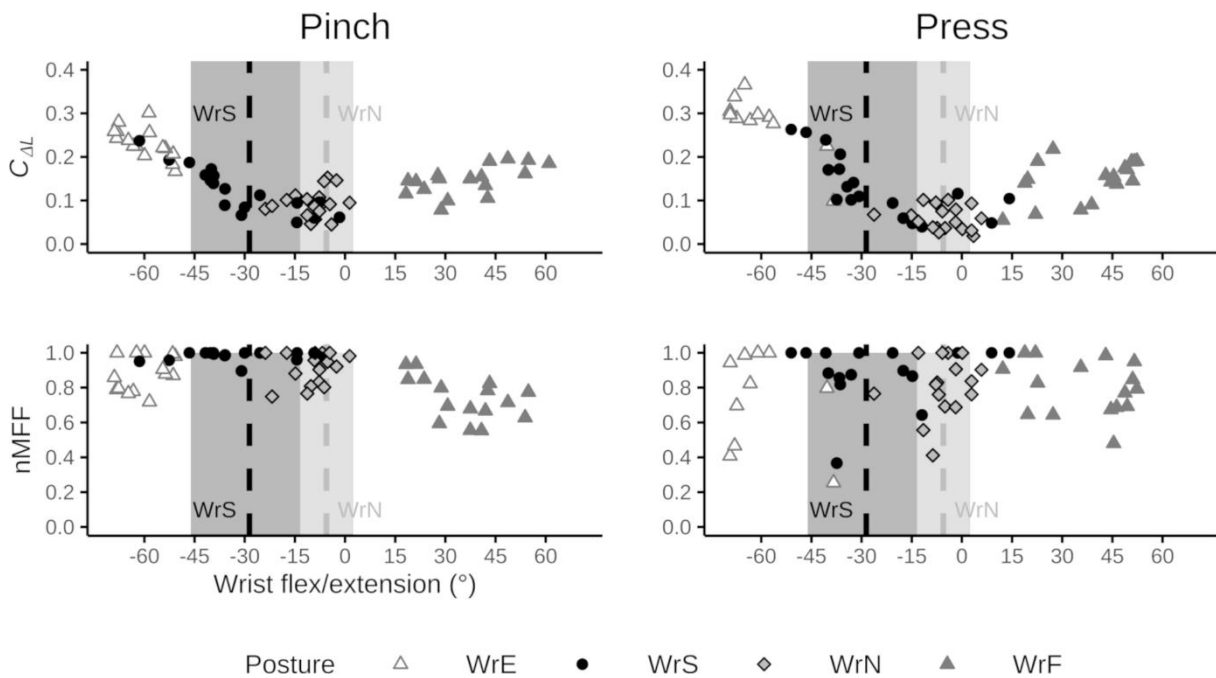 Pinch
Press
0.4
0.3
0.2
0.1
0.0
C_ΔL
WrS
WrN
-60 -45 -30 -15 0 15 30 45 60
0.4
0.3
0.2
0.1
0.0
WrS
WrN
-60 -45 -30 -15 0 15 30 45 60
1.0
0.8
0.6
0.4
0.2
0.0
nMFF
WrS
WrN
-60 -45 -30 -15 0 15 30 45 60
Wrist flex/extension (°)
1.0
0.8
0.6
0.4
0.2
0.0
WrS
WrN
-60 -45 -30 -15 0 15 30 45 60
Posture WrE WrS WrN WrF